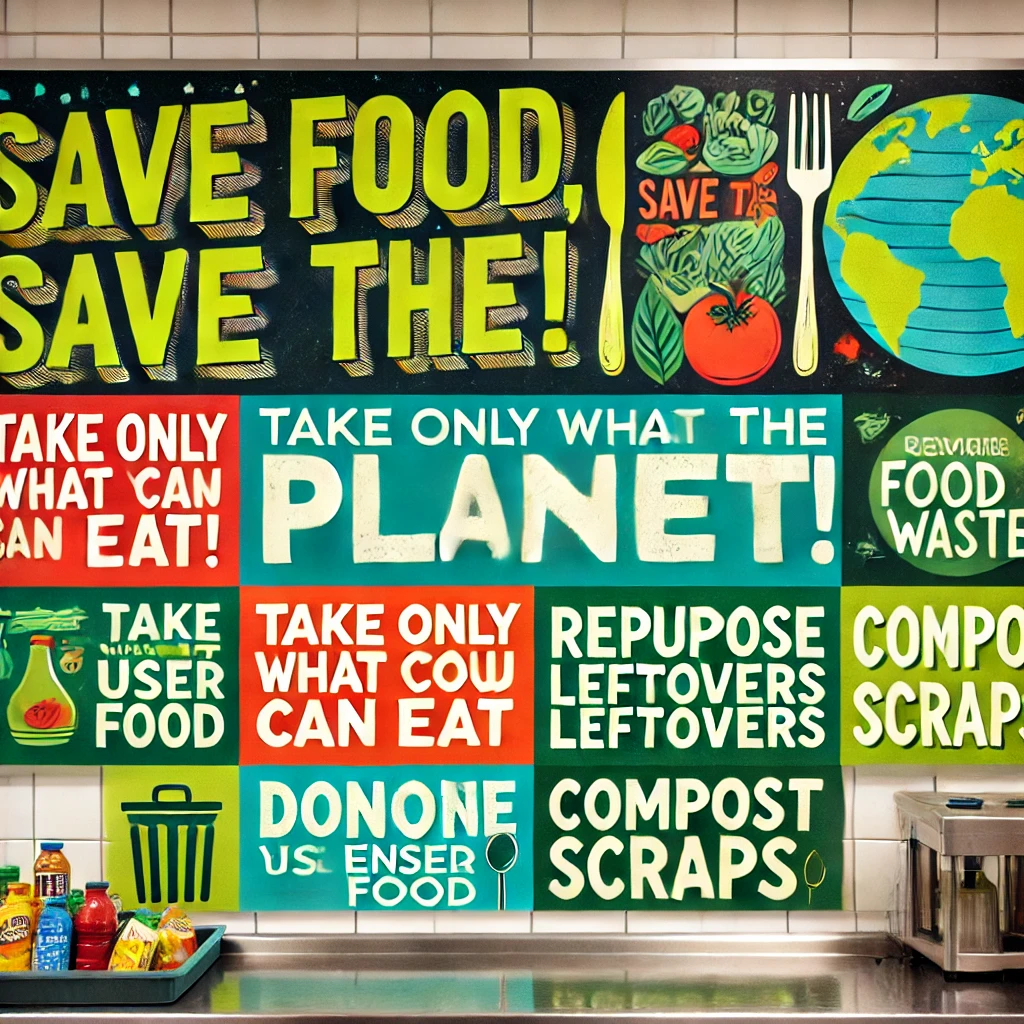 SAVE FOOD,
SAVE THE!
SAVE T
TAKE ONLY
WHAT CAN
CAN EAT!
TAKE ONLY WHAT THE
PLANET!
FOOD
WASTE
TAKE
USER
FOOD
TAKE ONLY
WHAT COW
CAN EAT
REPUPOSE
LEFTOVERS
LEFTOVERS
COMPO
SCRAPS
DONONE
US ENSER
FOOD
COMPOST
SCRAPS